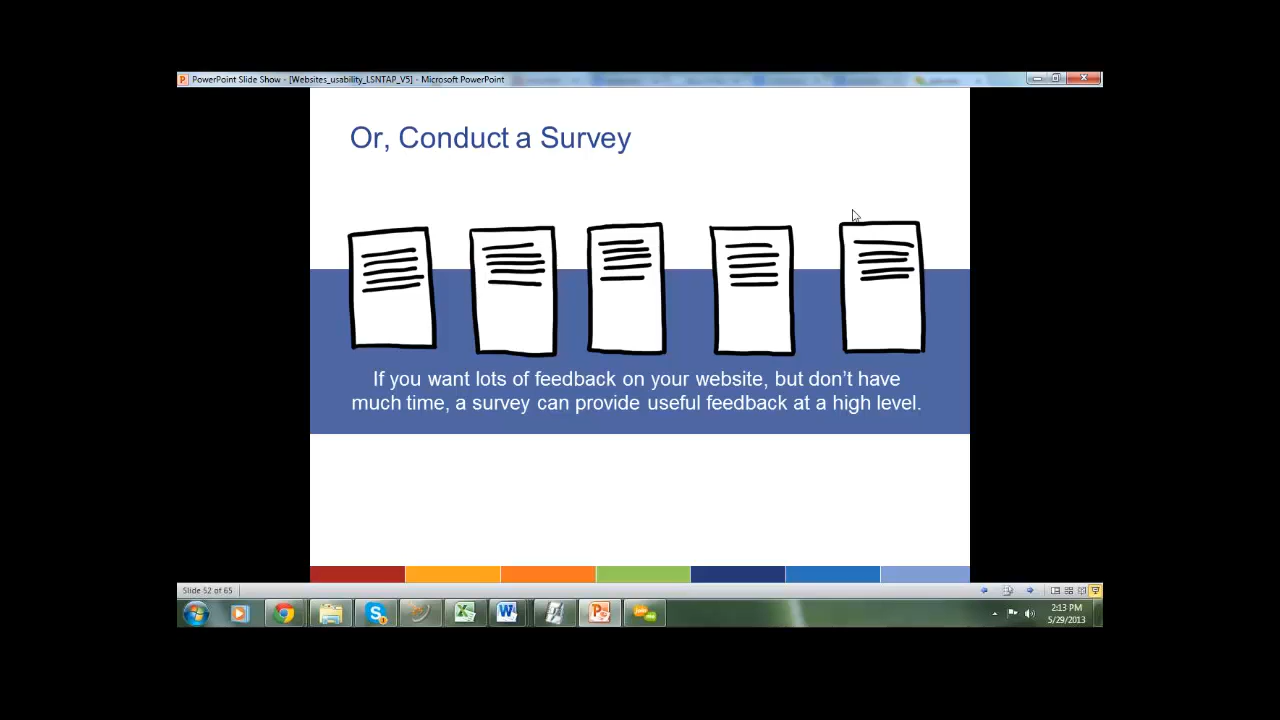 PowerPoint Slide Show - [Websites_usability_LSNTAP_V5] - Microsoft PowerPoint
Or, Conduct a Survey
If you want lots of feedback on your website, but don’t have
much time, a survey can provide useful feedback at a high level.
Slide 52 of 65
2:13 PM
5/29/2013